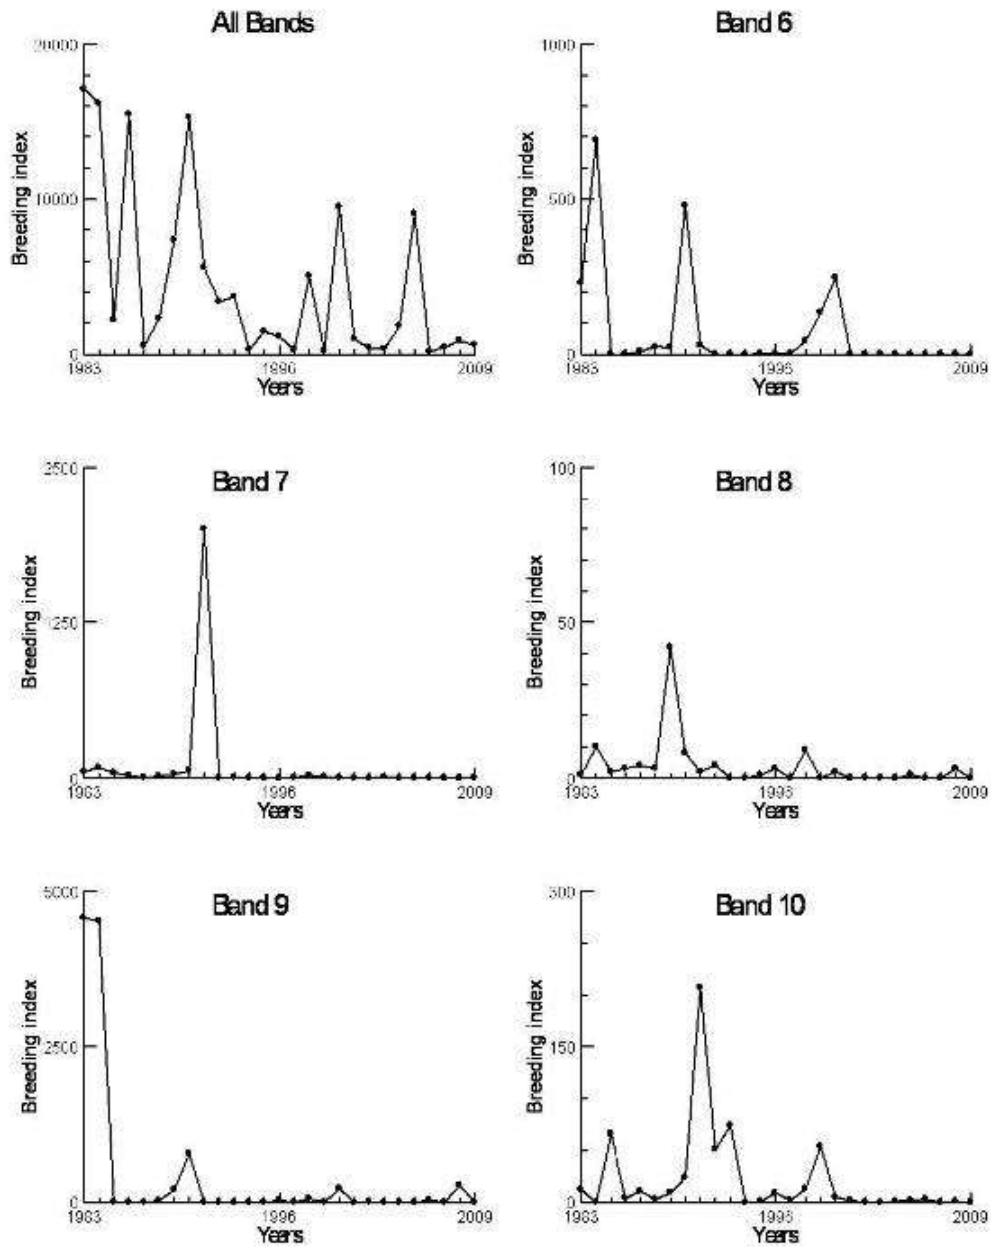 All Bands
20000
10000
0
1983
1996
2009
Breeding index
Years
Band 6
1000
500
0
1983
1996
2009
Breeding index
Years
Band 7
2500
1250
0
1983
1996
2009
Breeding index
Years
Band 8
100
50
0
1983
1996
2009
Breeding index
Years
Band 9
5000
2500
0
1983
1996
2009
Breeding index
Years
Band 10
300
150
0
1983
1996
2009
Breeding index
Years